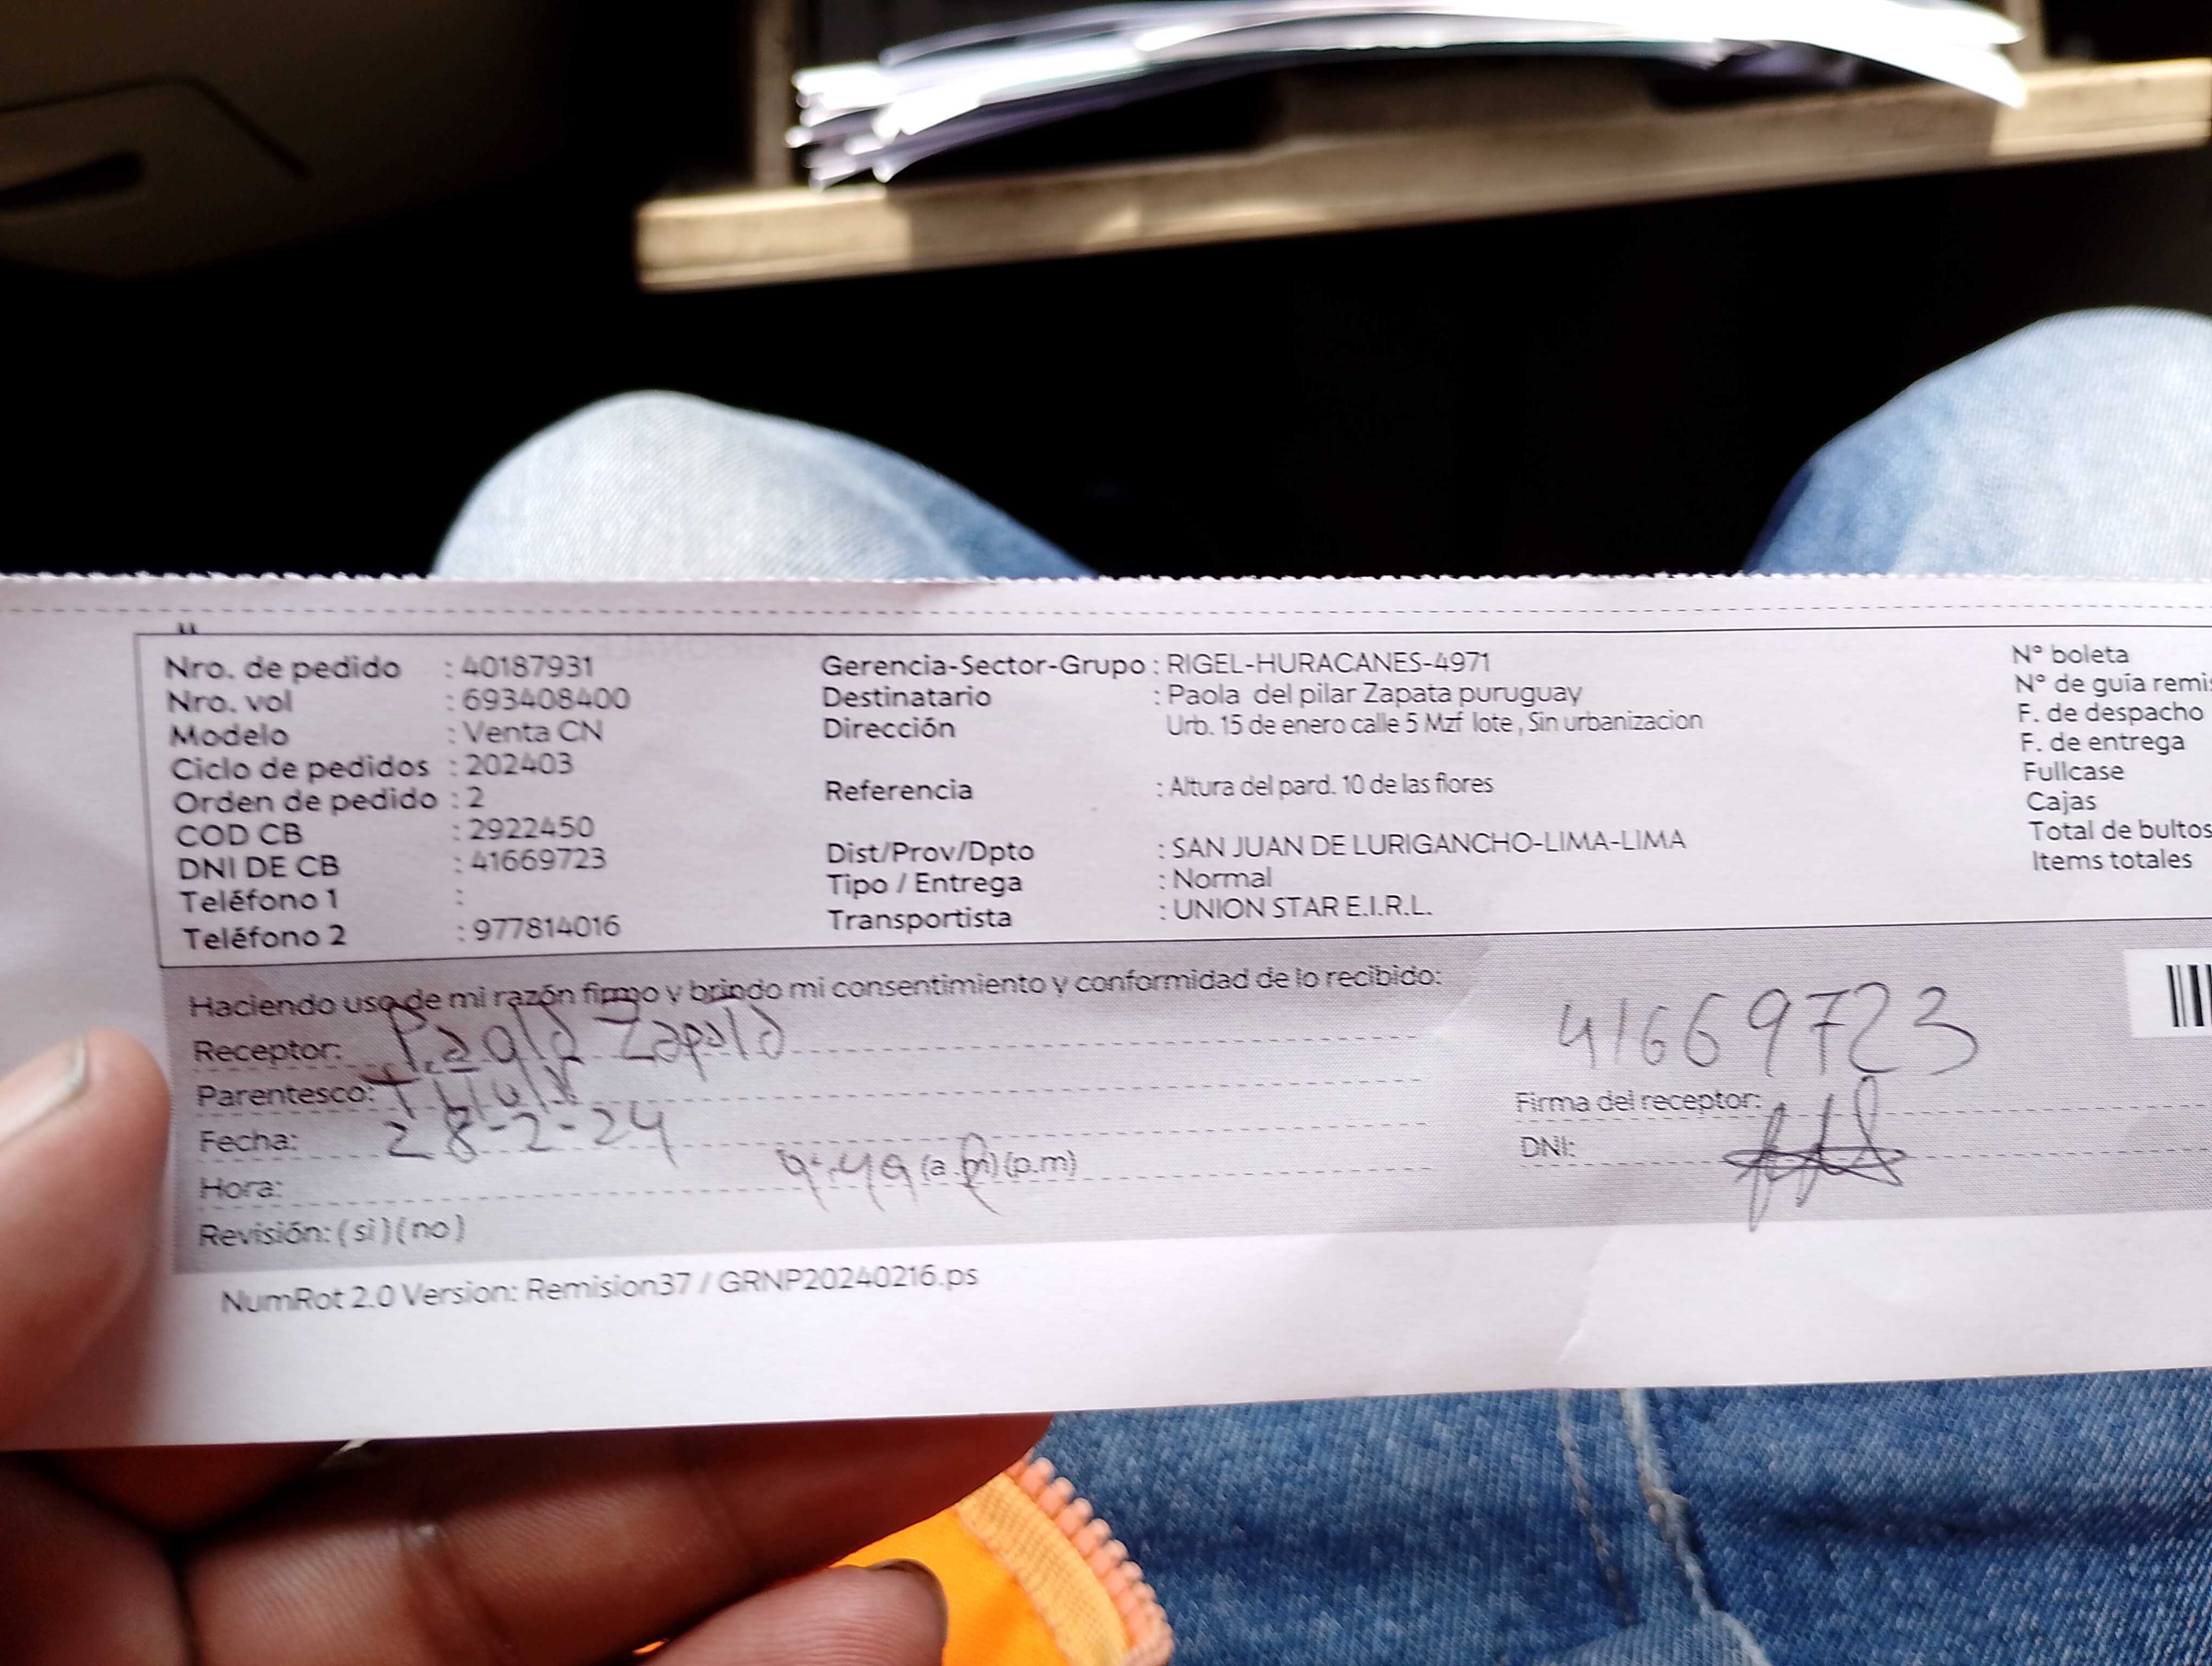 Nro. de pedido : 40187931
Nro. vol : 693408400
Modelo : Venta CN
Ciclo de pedidos : 202403
Orden de pedido : 2
COD CB : 2922450
DNI DE CB : 41669723
Teléfono 1 :
Teléfono 2 : 977814016
Gerencia-Sector-Grupo : RIGEL-HURACANES-4971
Destinatario : Paola del pilar Zapata puruguay
Dirección Urb. 15 de enero calle 5 Mzf lote , Sin urbanizacion
Referencia : Altura del pard. 10 de las flores
Dist/Prov/Dpto : SAN JUAN DE LURIGANCHO-LIMA-LIMA
Tipo / Entrega : Normal
Transportista : UNION STAR E.I.R.L.
N° boleta
N° de guía remis
F. de despacho
F. de entrega
Fullcase
Cajas
Total de bultos
Items totales
Haciendo uso de mi razón firmo y brindo mi consentimiento y conformidad de lo recibido:
Receptor: Paola Zapata
Parentesco: Titular
Fecha: 28-2-24
Hora: 9:49 (a.m) (p.m)
Revisión: (si) (no)
41669723
Firma del receptor:
DNI:
NumRot 2.0 Version: Remision37 / GRNP20240216.ps